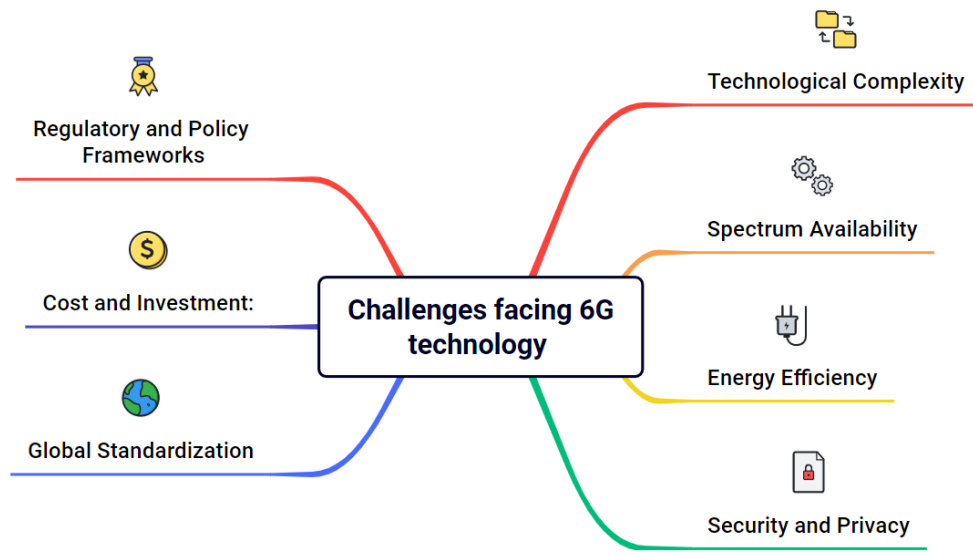 Challenges facing 6G
technology
Technological Complexity
Spectrum Availability
Energy Efficiency
Security and Privacy
Regulatory and Policy
Frameworks
$
Cost and Investment:
Global Standardization